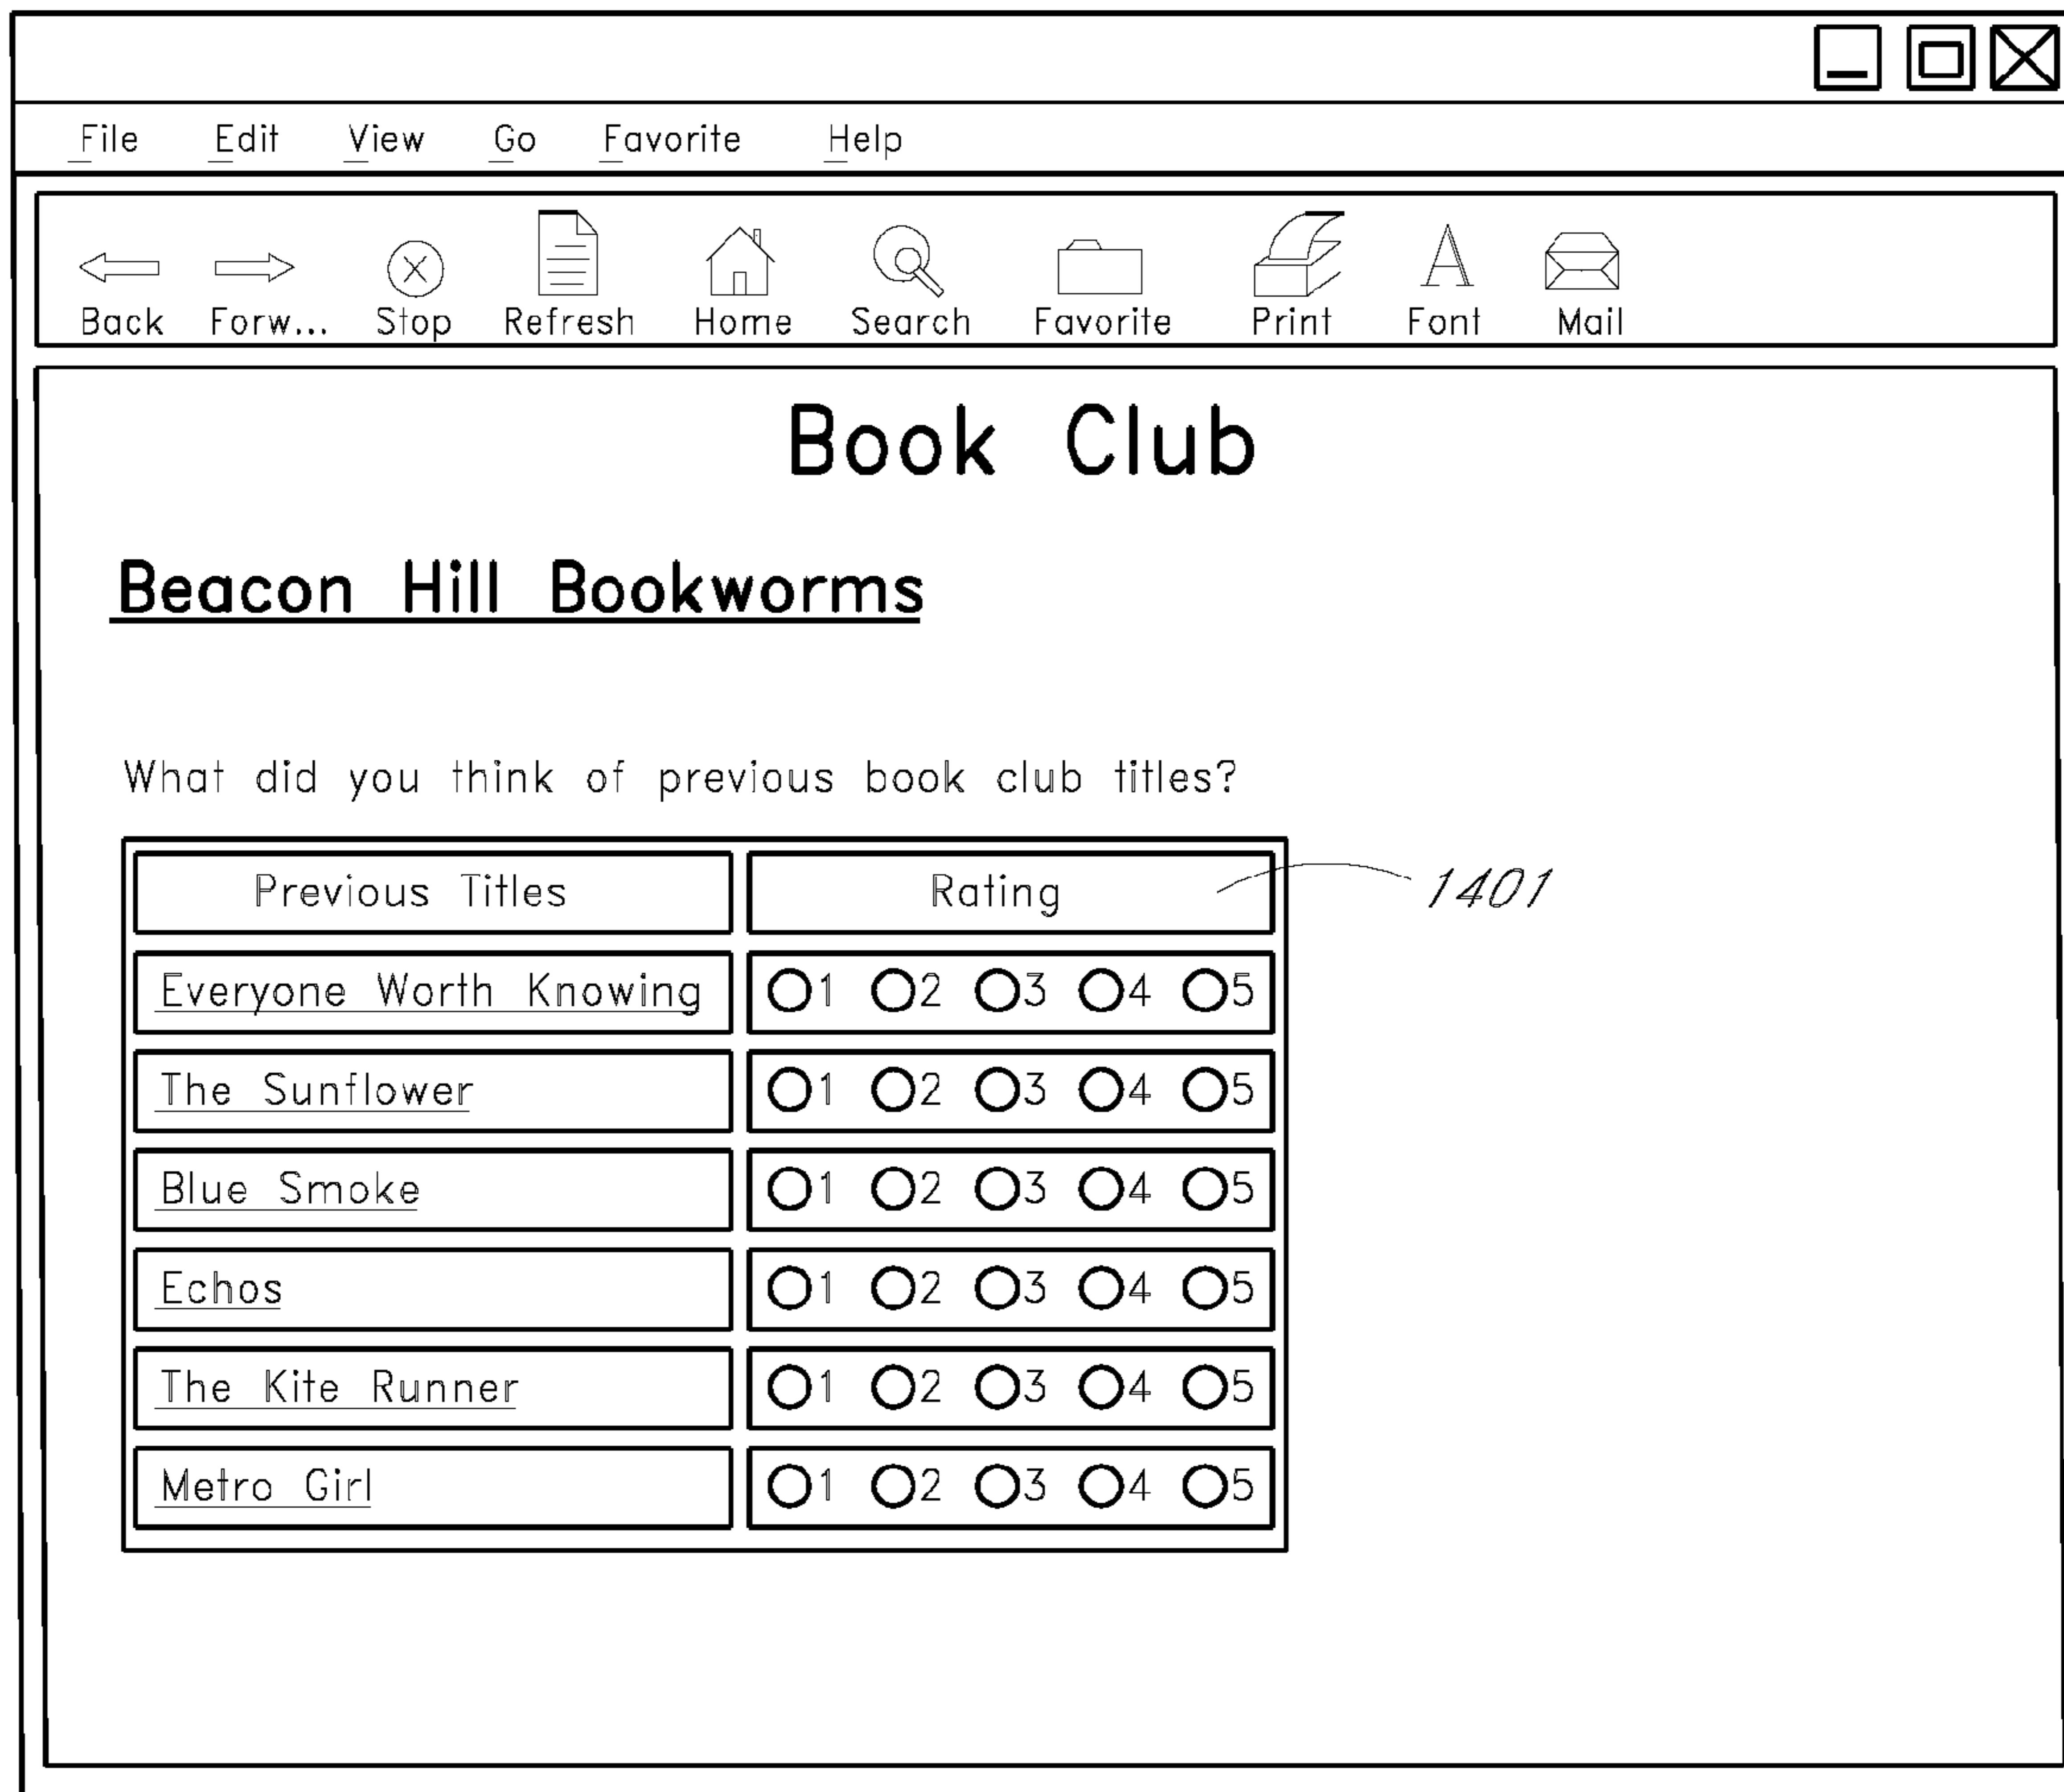 File Edit View Go Favorite Help
Back Forw... Stop Refresh Home Search Favorite Print Font Mail
Book Club
Beacon Hill Bookworms
What did you think of previous book club titles?
Previous Titles Rating 1401
Everyone Worth Knowing 1 2 3 4 5
The Sunflower 1 2 3 4 5
Blue Smoke 1 2 3 4 5
Echos 1 2 3 4 5
The Kite Runner 1 2 3 4 5
Metro Girl 1 2 3 4 5